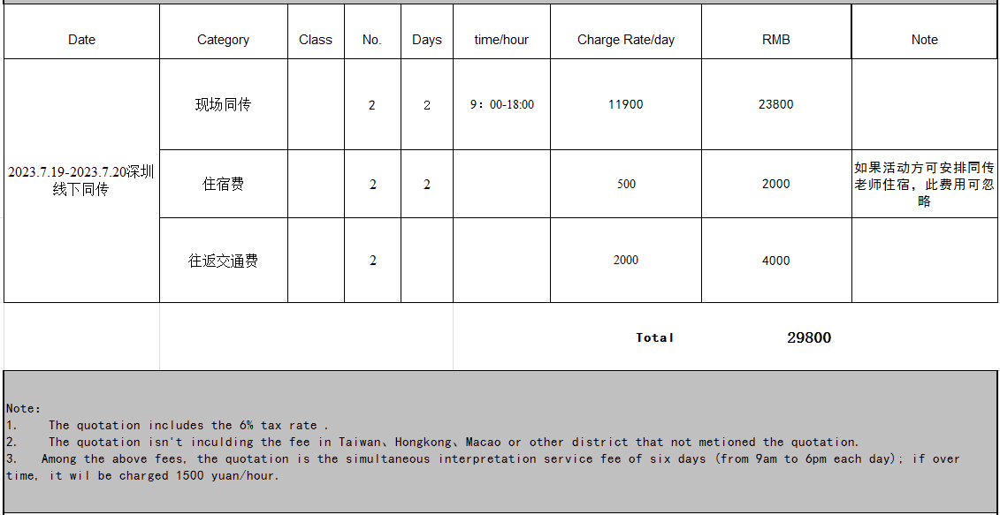 Date Category Class No. Days time/hour Charge Rate/day RMB Note
现场同传 2 2 9：00-18:00 11900 23800
2023.7.19-2023.7.20深圳
线下同传
住宿费 2 2 500 2000
如果活动方可安排同传
老师住宿，此费用可忽
略
往返交通费 2 2000 4000
Total 29800
Note:
1. The quotation includes the 6% tax rate .
2. The quotation isn't inculding the fee in Taiwan、Hongkong、Macao or other district that not metioned the quotation.
3. Among the above fees, the quotation is the simultaneous interpretation service fee of six days (from 9am to 6pm each day); if over
time, it wil be charged 1500 yuan/hour.